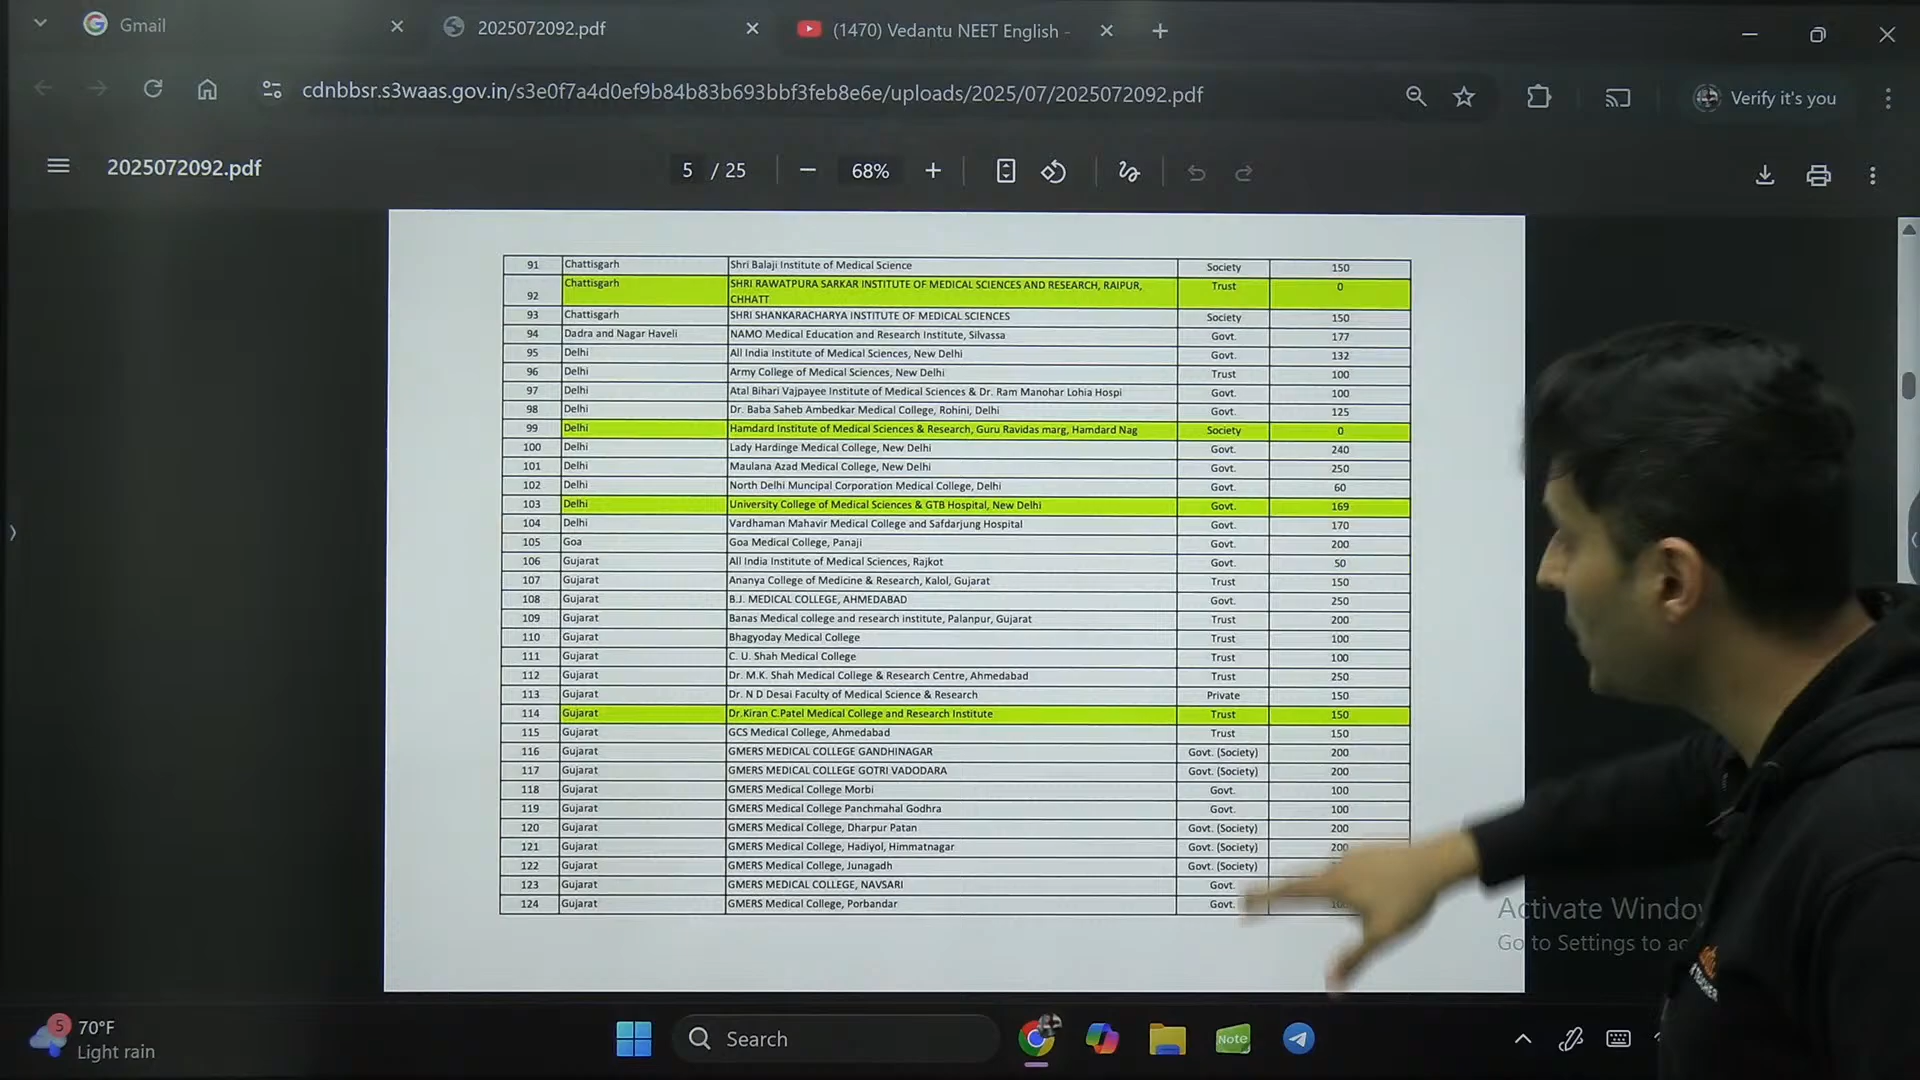 Gmail
2025072092.pdf
(1470) Vedantu NEET English -
cdnbbsr.s3waas.gov.in/s3e0f7a4d0ef9b84b83b693bbf3feb8e6e/uploads/2025/07/2025072092.pdf
Verify it's you
2025072092.pdf
5 / 25
68%
91 Chattisgarh Shri Balaji Institute of Medical Science Society 150
92 Chattisgarh SHRI RAWATPURA SARKAR INSTITUTE OF MEDICAL SCIENCES AND RESEARCH, RAIPUR, Trust 0
CHHATT
93 Chattisgarh SHRI SHANKARACHARYA INSTITUTE OF MEDICAL SCIENCES Society 150
94 Dadra and Nagar Haveli NAMO Medical Education and Research Institute, Silvassa Govt. 177
95 Delhi All India Institute of Medical Sciences, New Delhi Govt. 132
96 Delhi Army College of Medical Sciences, New Delhi Trust 100
97 Delhi Atal Bihari Vajpayee Institute of Medical Sciences & Dr. Ram Manohar Lohia Hospi Govt. 100
98 Delhi Dr. Baba Saheb Ambedkar Medical College, Rohini, Delhi Govt. 125
99 Delhi Hamdard Institute of Medical Sciences & Research, Guru Ravidas marg, Hamdard Nag Society 0
100 Delhi Lady Hardinge Medical College, New Delhi Govt. 240
101 Delhi Maulana Azad Medical College, New Delhi Govt. 250
102 Delhi North Delhi Muncipal Corporation Medical College, Delhi Govt. 60
103 Delhi University College of Medical Sciences & GTB Hospital, New Delhi Govt. 169
104 Delhi Vardhaman Mahavir Medical College and Safdarjung Hospital Govt. 170
105 Goa Goa Medical College, Panaji Govt. 200
106 Gujarat All India Institute of Medical Sciences, Rajkot Govt. 50
107 Gujarat Ananya College of Medicine & Research, Kalol, Gujarat Trust 150
108 Gujarat B.J. MEDICAL COLLEGE, AHMEDABAD Govt. 250
109 Gujarat Banas Medical college and research institute, Palanpur, Gujarat Trust 200
110 Gujarat Bhagyoday Medical College Trust 100
111 Gujarat C. U. Shah Medical College Trust 100
112 Gujarat Dr. M.K. Shah Medical College & Research Centre, Ahmedabad Trust 250
113 Gujarat Dr. N D Desai Faculty of Medical Science & Research Private 150
114 Gujarat Dr.Kiran C.Patel Medical College and Research Institute Trust 150
115 Gujarat GCS Medical College, Ahmedabad Trust 150
116 Gujarat GMERS MEDICAL COLLEGE GANDHINAGAR Govt. (Society) 200
117 Gujarat GMERS MEDICAL COLLEGE GOTRI VADODARA Govt. (Society) 200
118 Gujarat GMERS Medical College Morbi Govt. 100
119 Gujarat GMERS Medical College Panchmahal Godhra Govt. 100
120 Gujarat GMERS Medical College, Dharpur Patan Govt. (Society) 200
121 Gujarat GMERS Medical College, Hadiyol, Himmatnagar Govt. (Society) 200
122 Gujarat GMERS Medical College, Junagadh Govt. (Society)
123 Gujarat GMERS MEDICAL COLLEGE, NAVSARI Govt.
124 Gujarat GMERS Medical College, Porbandar Govt.
Activate Window
Go to Settings to ac
5
70°F
Light rain
Search
Note